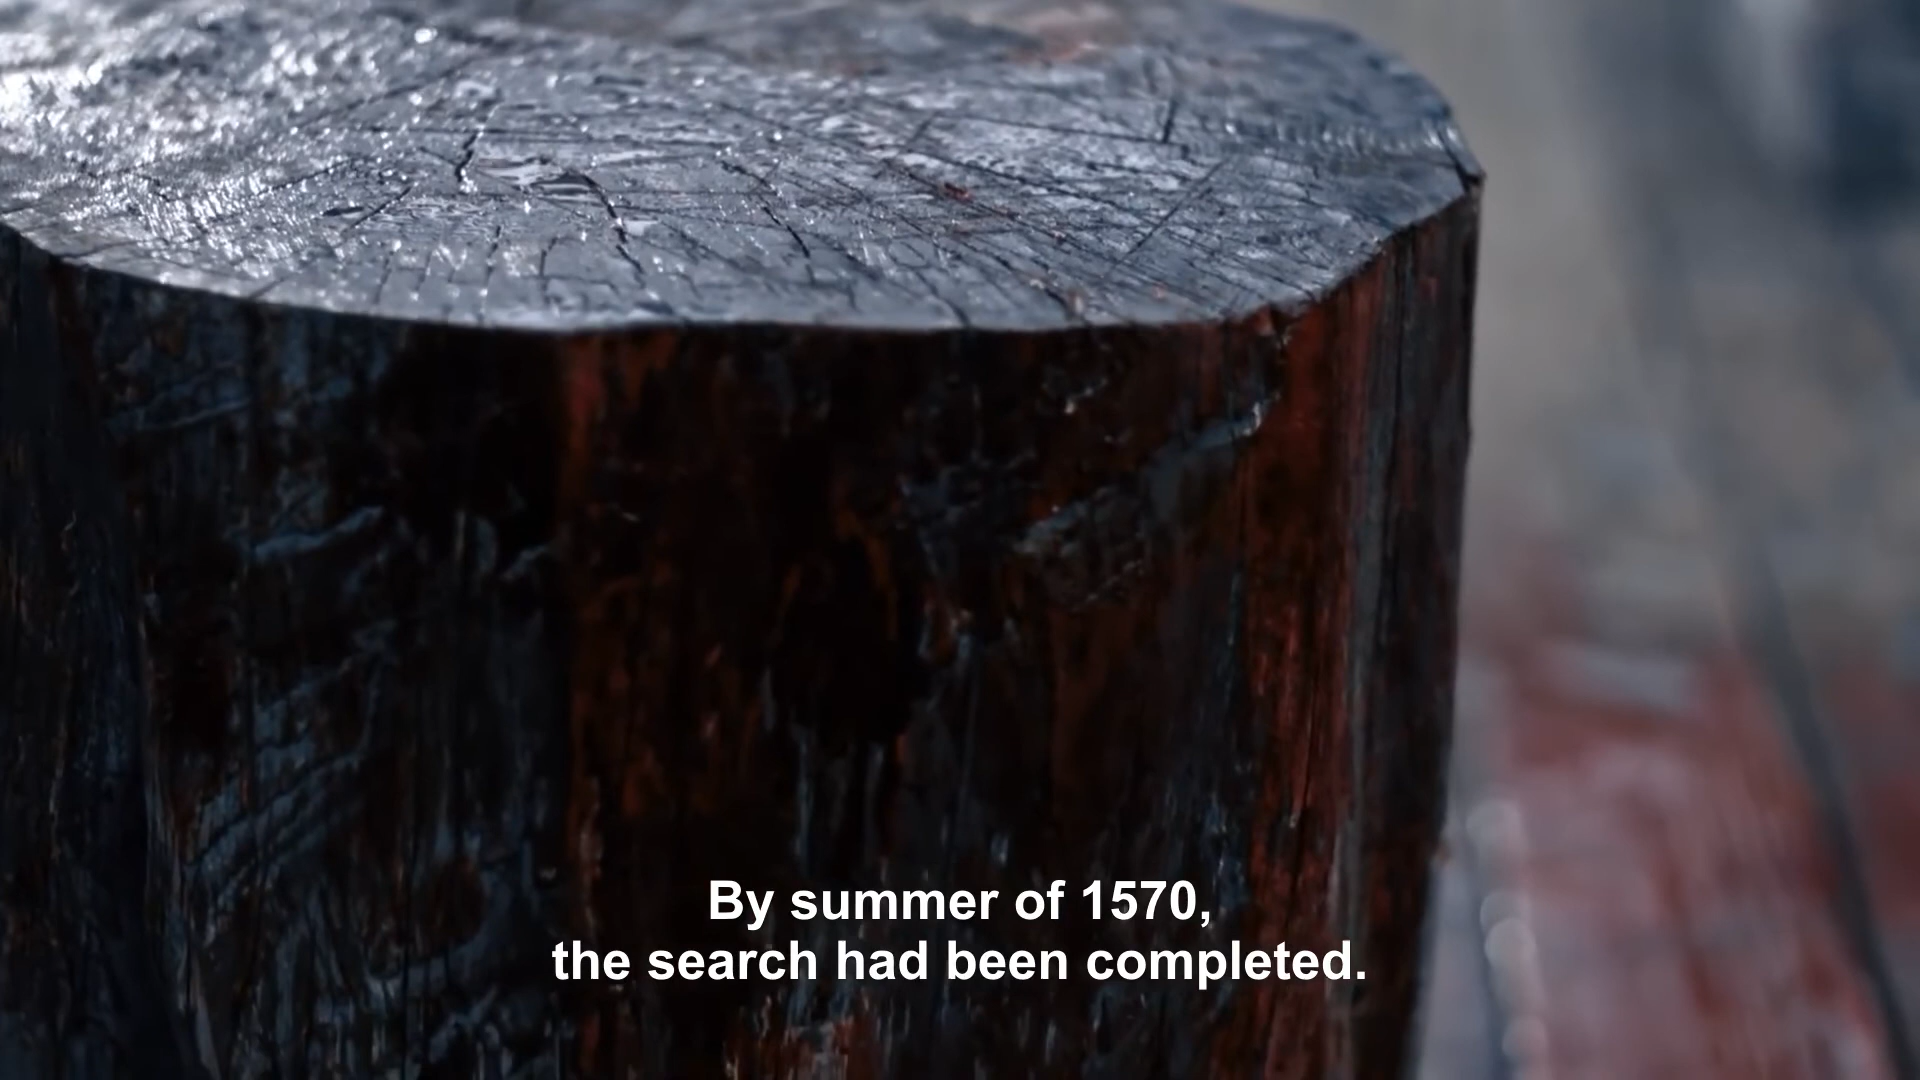 By summer of 1570,
the search had been completed.